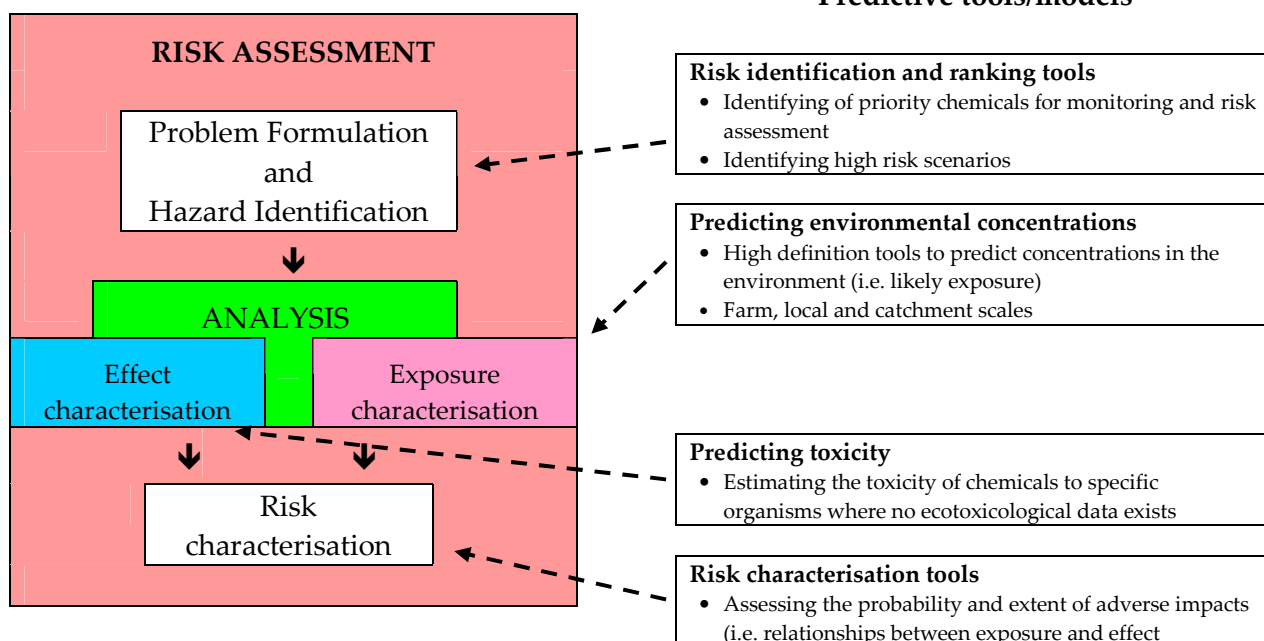 Predictive tools/models
RISK ASSESSMENT
Problem Formulation
and
Hazard Identification
ANALYSIS
Effect
characterisation
Exposure
characterisation
Risk
characterisation
Risk identification and ranking tools
• Identifying of priority chemicals for monitoring and risk
assessment
• Identifying high risk scenarios
Predicting environmental concentrations
• High definition tools to predict concentrations in the
environment (i.e. likely exposure)
• Farm, local and catchment scales
Predicting toxicity
• Estimating the toxicity of chemicals to specific
organisms where no ecotoxicological data exists
Risk characterisation tools
• Assessing the probability and extent of adverse impacts
(i.e. relationships between exposure and effect